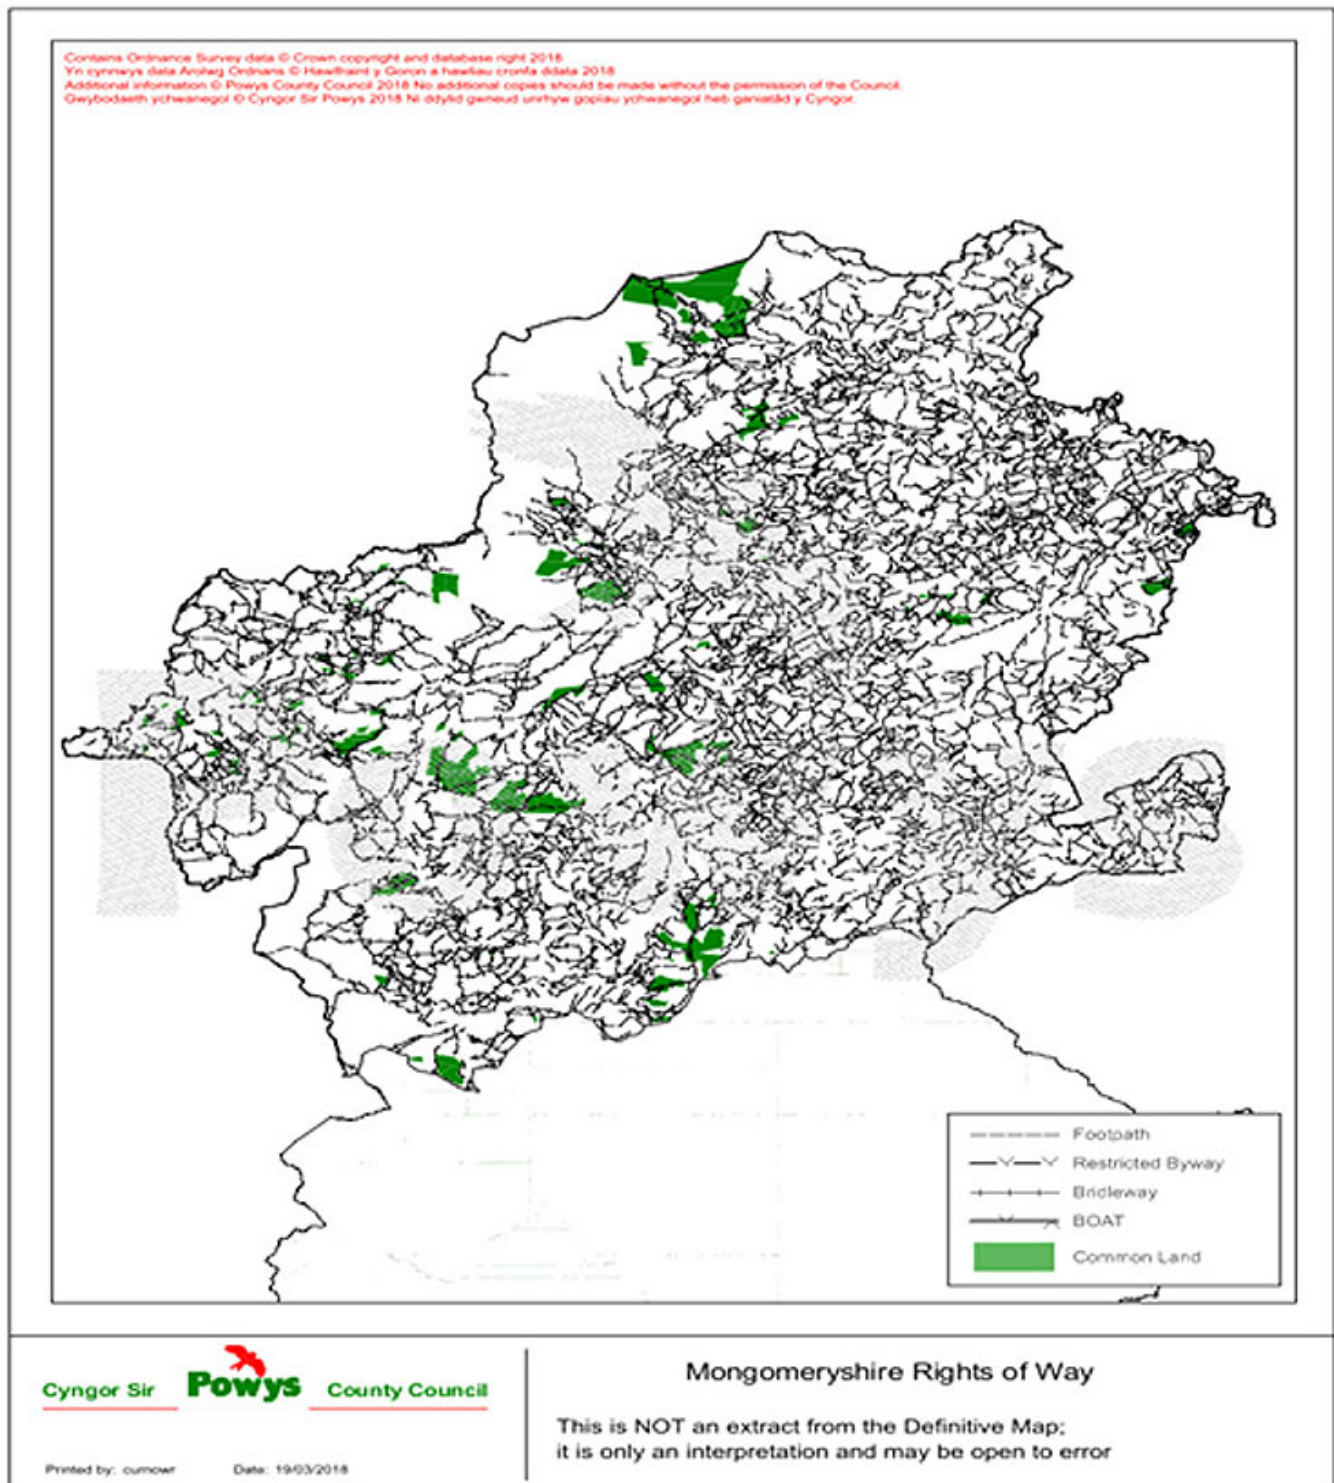 Contains Ordnance Survey data © Crown copyright and database right 2018
Yn cynnwys data Arolwg Ordnans © Hawlfraint y Goron a hawliau cronfa ddata 2018
Additional information © Powys County Council 2018 No additional copies should be made without the permission of the Council.
Gwybodaeth ychwanegol © Cyngor Sir Powys 2018 Ni ddylid gwneud unrhyw gopïau ychwanegol heb ganiatâd y Cyngor.
Footpath
Restricted Byway
Bridleway
BOAT
Common Land
Cyngor Sir Powys County Council
Printed by: curnowr Date: 19/03/2018
Mongomeryshire Rights of Way
This is NOT an extract from the Definitive Map;
it is only an interpretation and may be open to error